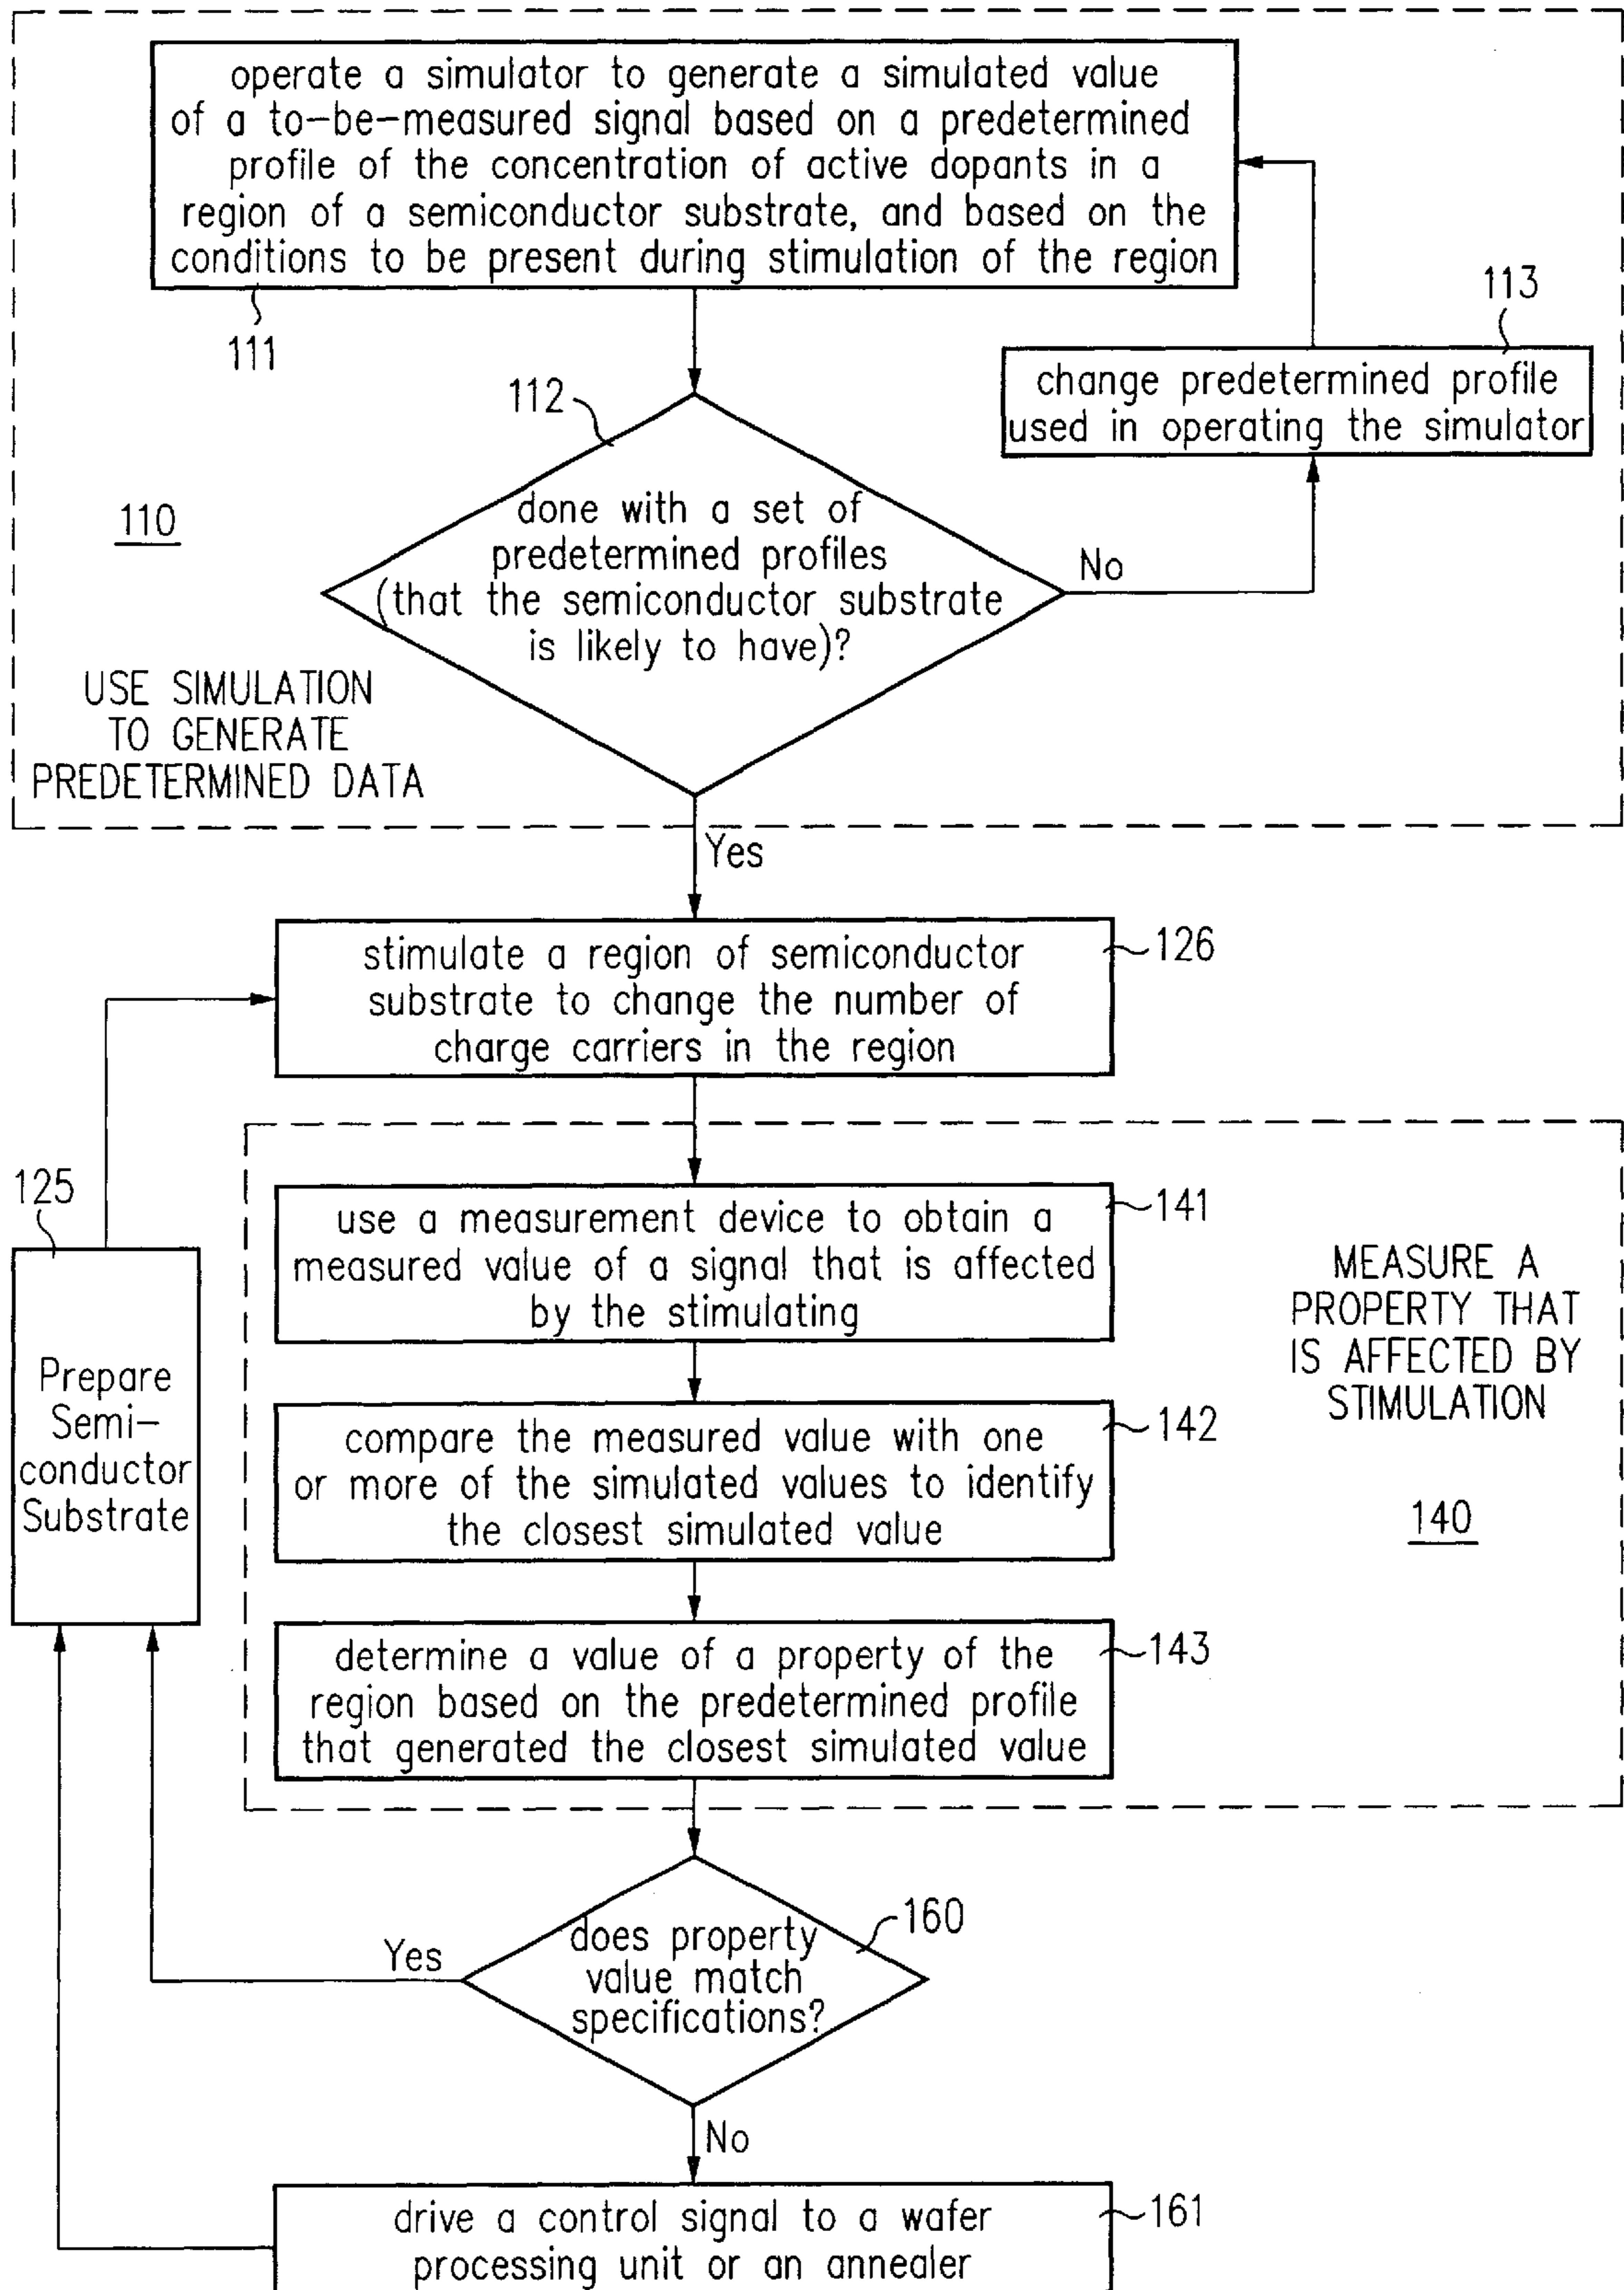 operate a simulator to generate a simulated value
of a to-be-measured signal based on a predetermined
profile of the concentration of active dopants in a
region of a semiconductor substrate, and based on the
conditions to be present during stimulation of the region
111
113
change predetermined profile
used in operating the simulator
112
done with a set of
predetermined profiles
(that the semiconductor substrate
is likely to have)?
No
110
USE SIMULATION
TO GENERATE
PREDETERMINED DATA
Yes
stimulate a region of semiconductor
substrate to change the number of
charge carriers in the region
126
125
Prepare
Semi-
conductor
Substrate
use a measurement device to obtain a
measured value of a signal that is affected
by the stimulating
141
MEASURE A
PROPERTY THAT
IS AFFECTED BY
STIMULATION
140
compare the measured value with one
or more of the simulated values to identify
the closest simulated value
142
determine a value of a property of the
region based on the predetermined profile
that generated the closest simulated value
143
does property
value match
specifications?
160
Yes
No
drive a control signal to a wafer
processing unit or an annealer
161